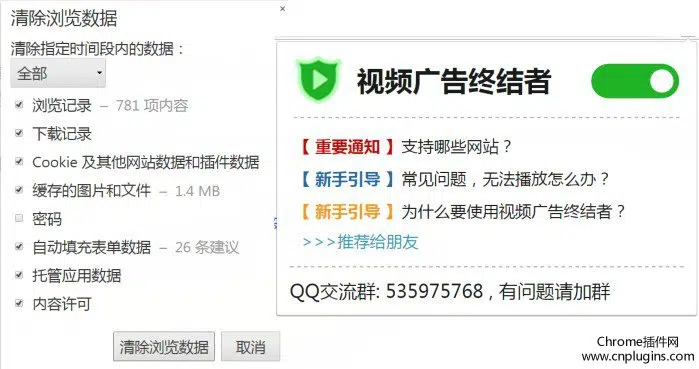 清除浏览数据
清除指定时间段内的数据：
全部
浏览记录 – 781 项内容
下载记录
Cookie 及其他网站数据和插件数据
缓存的图片和文件 – 1.4 MB
密码
自动填充表单数据 – 26 条建议
托管应用数据
内容许可
清除浏览数据 取消
视频广告终结者
【 重要通知 】支持哪些网站？
【 新手引导 】常见问题，无法播放怎么办？
【 新手引导 】为什么要使用视频广告终结者？
>>>推荐给朋友
QQ交流群: 535975768 , 有问题请加群
Chrome插件网
www.cnplugins.com